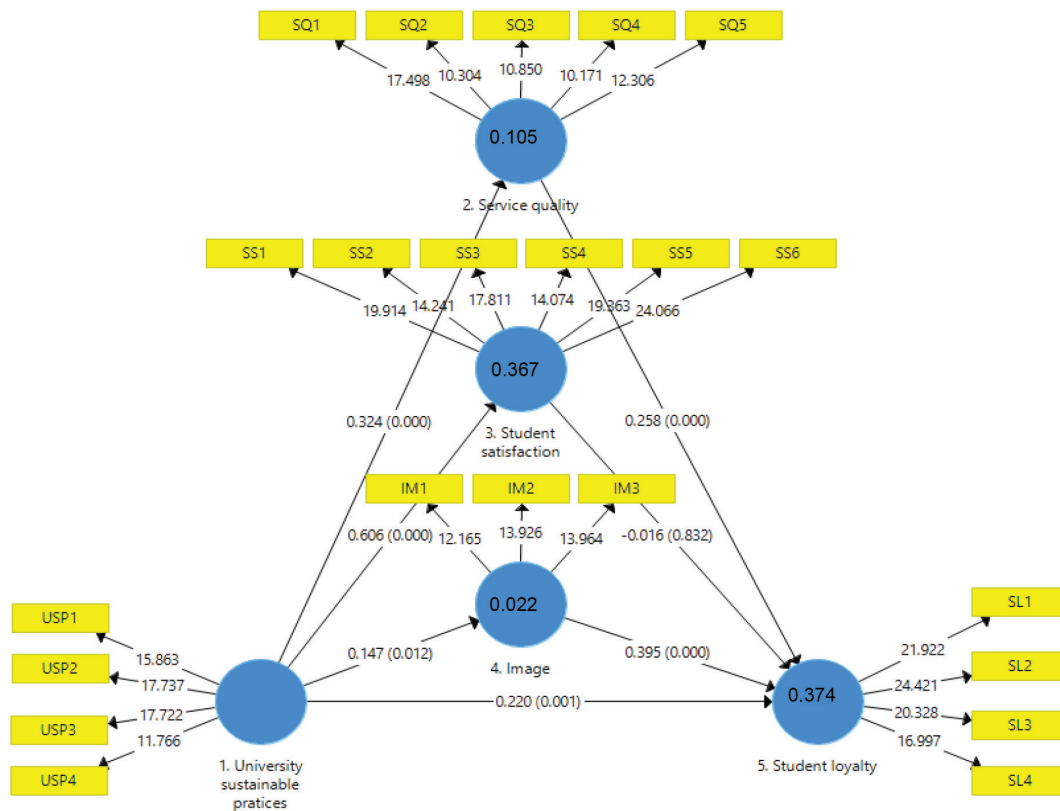 SQ1 SQ2 SQ3 SQ4 SQ5
17.498 10.304 10.850 10.171 12.306
0.105
2. Service quality
SS1 SS2 SS3 SS4 SS5 SS6
19.914 14.241 17.811 14.074 19.363 24.066
0.367
0.324 (0.000) 0.258 (0.000)
3. Student
satisfaction
IM1 IM2 IM3
0.606 (0.000) 12.165 13.926 13.964 -0.016 (0.832)
0.022
USP1 SL1
15.863 21.922
0.147 (0.012) 4. Image 0.395 (0.000)
USP2 SL2
17.737 24.421
0.374
0.220 (0.001)
USP3 SL3
17.722 20.328
11.766 16.997
USP4 SL4
1. University
sustainable
pratices
5. Student loyalty